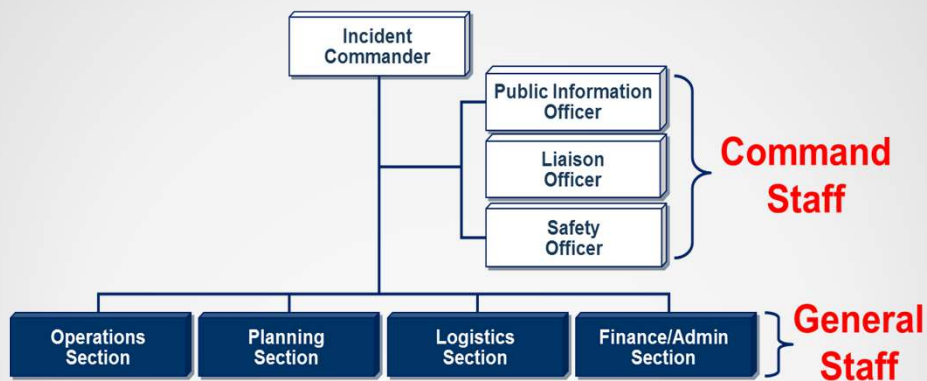 Incident
Commander
Public Information
Officer
Liaison
Officer
Safety
Officer
Command
Staff
Operations
Section
Planning
Section
Logistics
Section
Finance/Admin
Section
General
Staff